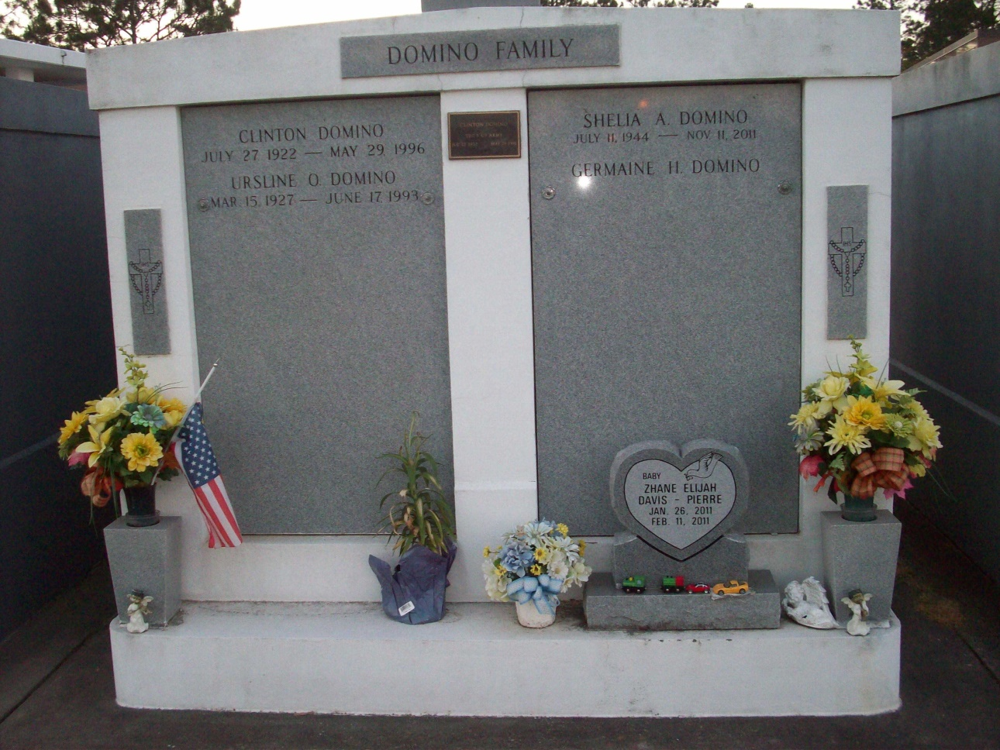 DOMINO FAMILY
CLINTON DOMINO
JULY 27 1922 — MAY 29 1996
URSLINE O. DOMINO
MAR. 15, 1927 — JUNE 17 1993
CLINTON DOMINO
SHELIA A. DOMINO
JULY 11, 1944 — NOV 11, 2011
GERMAINE H. DOMINO
IHS
IHS
BABY
ZHANE ELIJAH
DAVIS - PIERRE
JAN. 26. 2011
FEB. 11, 2011